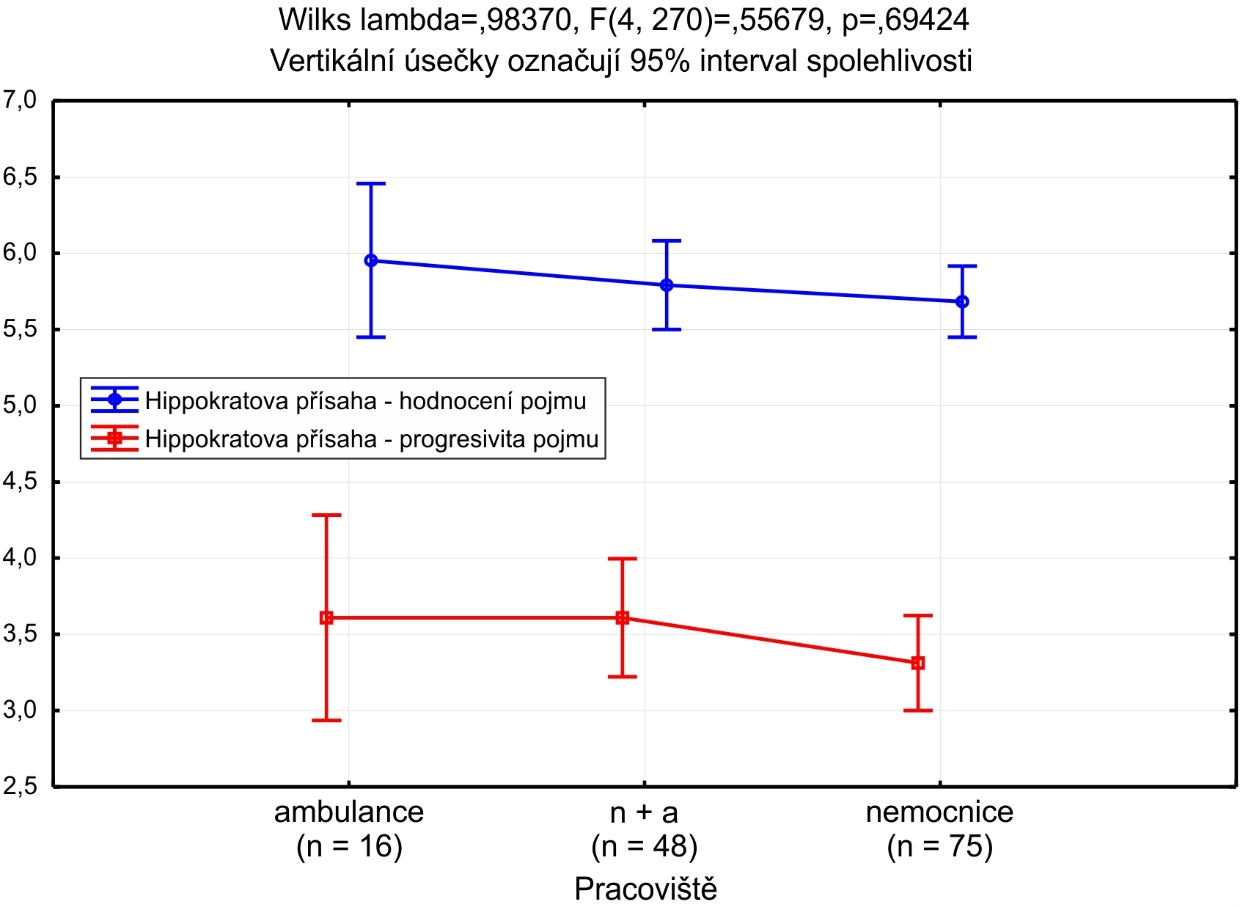 Wilks lambda=,98370, F(4, 270)=,55679, p=,69424
Vertikální úsečky označují 95% interval spolehlivosti
7,0
6,5
6,0
5,5
5,0
4,5
4,0
3,5
3,0
2,5
Hippokratova přísaha - hodnocení pojmu
Hippokratova přísaha - progresivita pojmu
ambulance n + a nemocnice
(n = 16) (n = 48) (n = 75)
Pracoviště